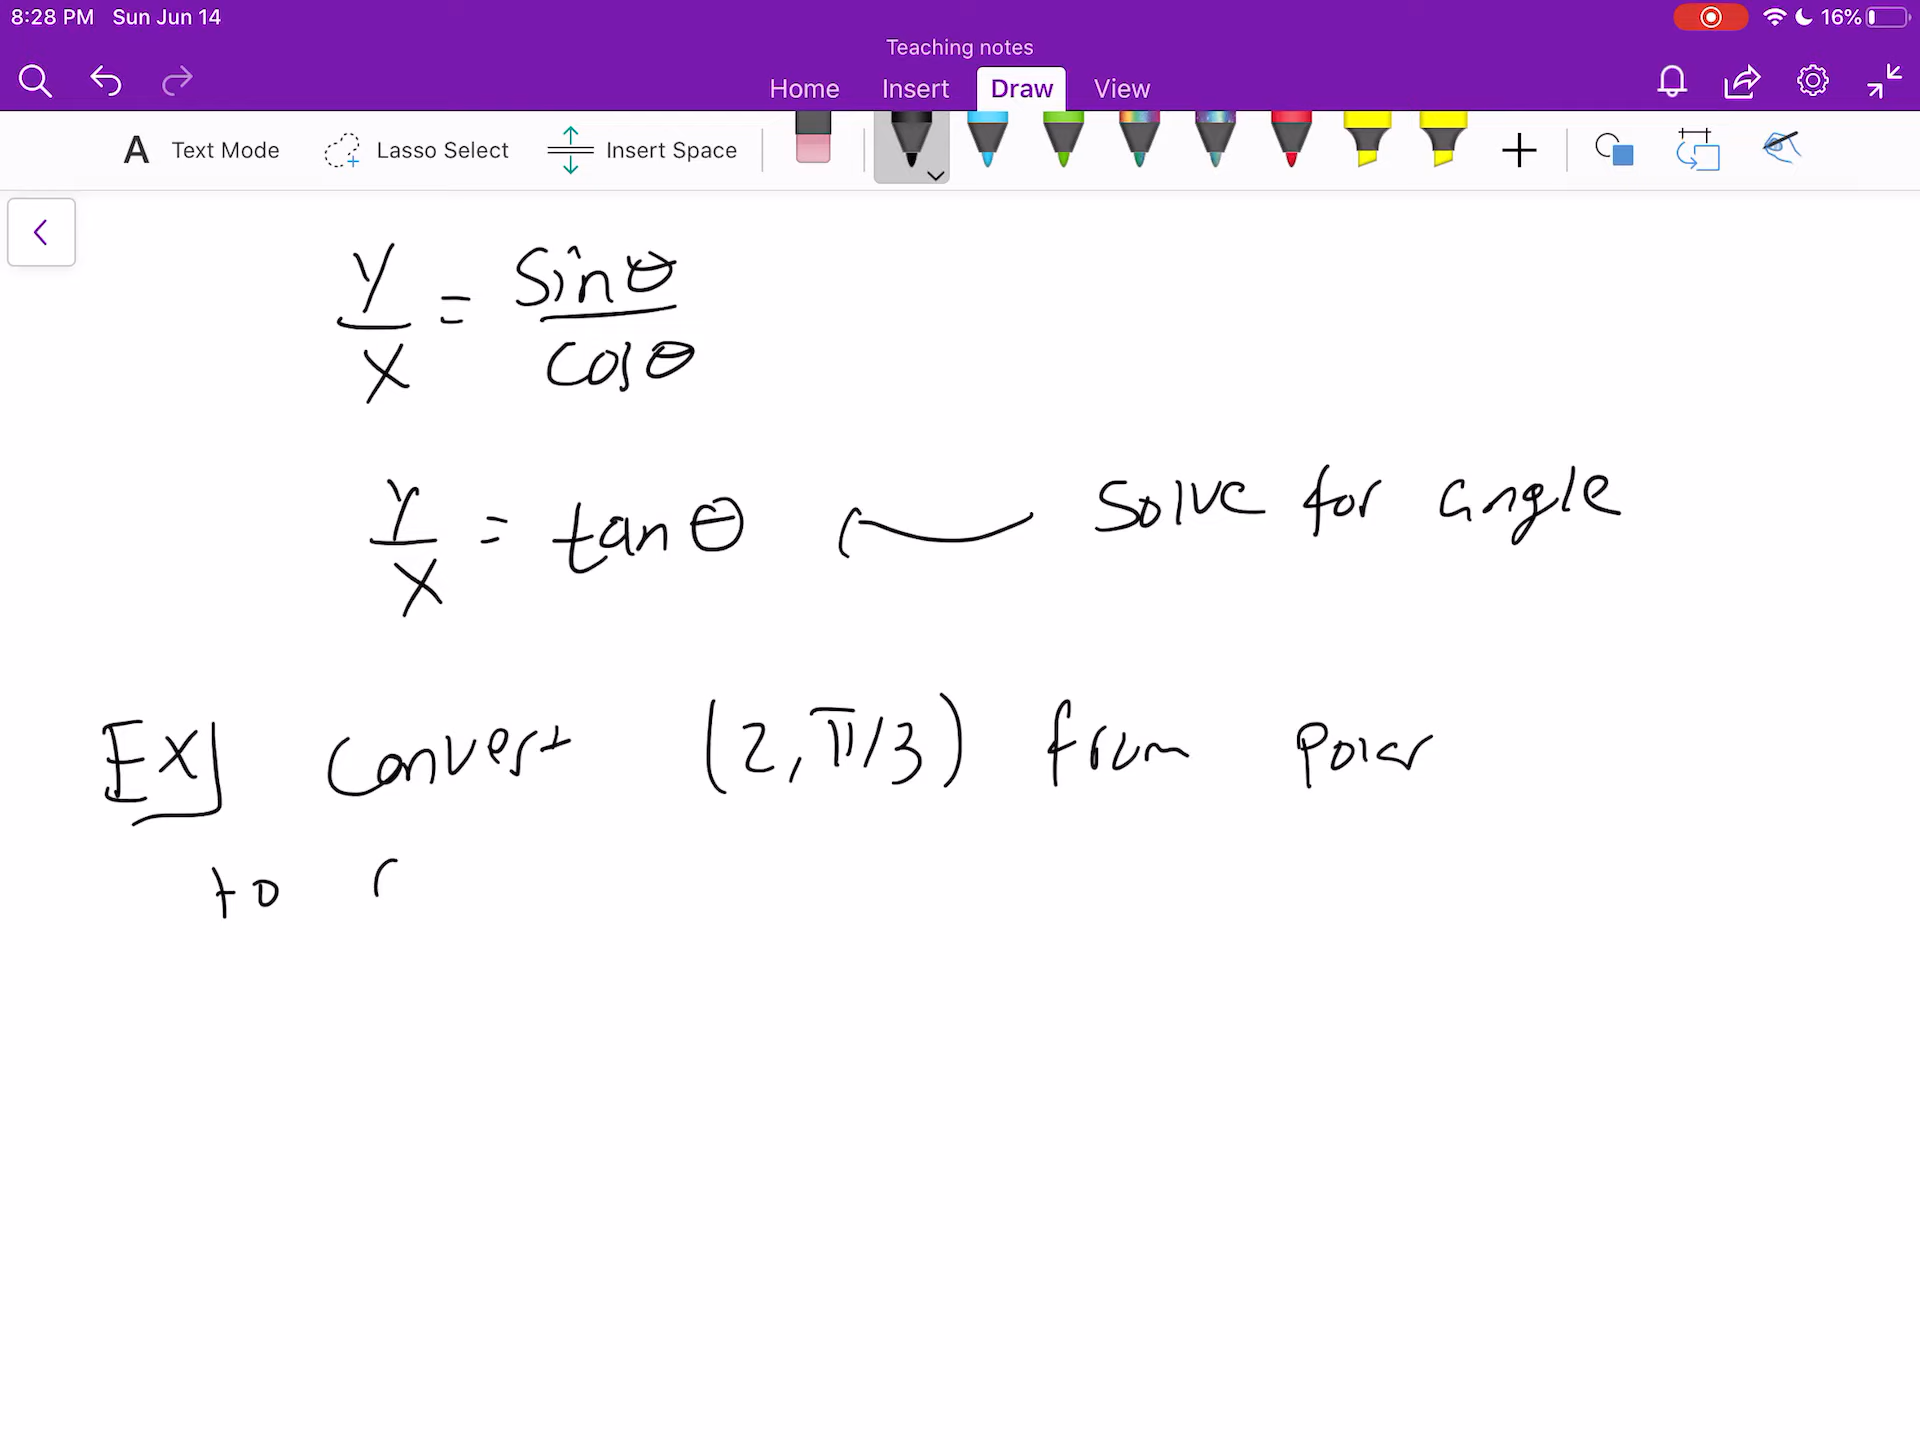 8:28 PM Sun Jun 14
16%
Teaching notes
Home Insert Draw View
A Text Mode Lasso Select Insert Space
Y/X = Sinθ/Cosθ
Y/X = tanθ Solve for angle
EX Convert (2, π/3) from Polar
to r